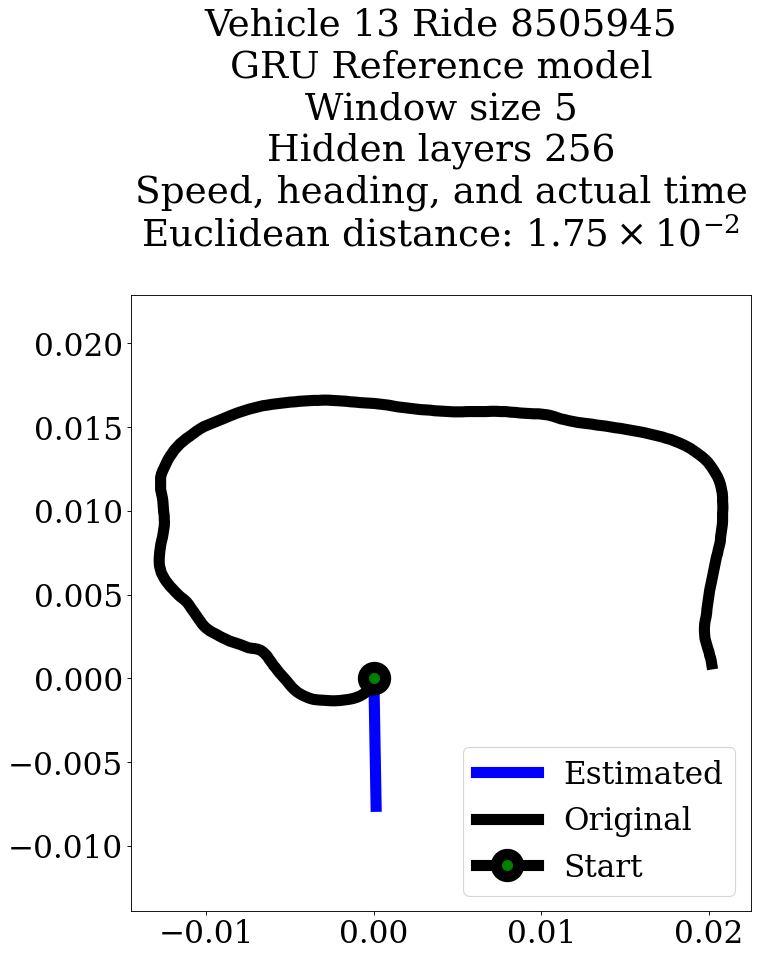 Vehicle 13 Ride 8505945
GRU Reference model
Window size 5
Hidden layers 256
Speed, heading, and actual time
Euclidean distance: 1.75 × 10⁻²
0.020
0.015
0.010
0.005
0.000
−0.005
−0.010
Estimated
Original
Start
−0.01
0.00
0.01
0.02